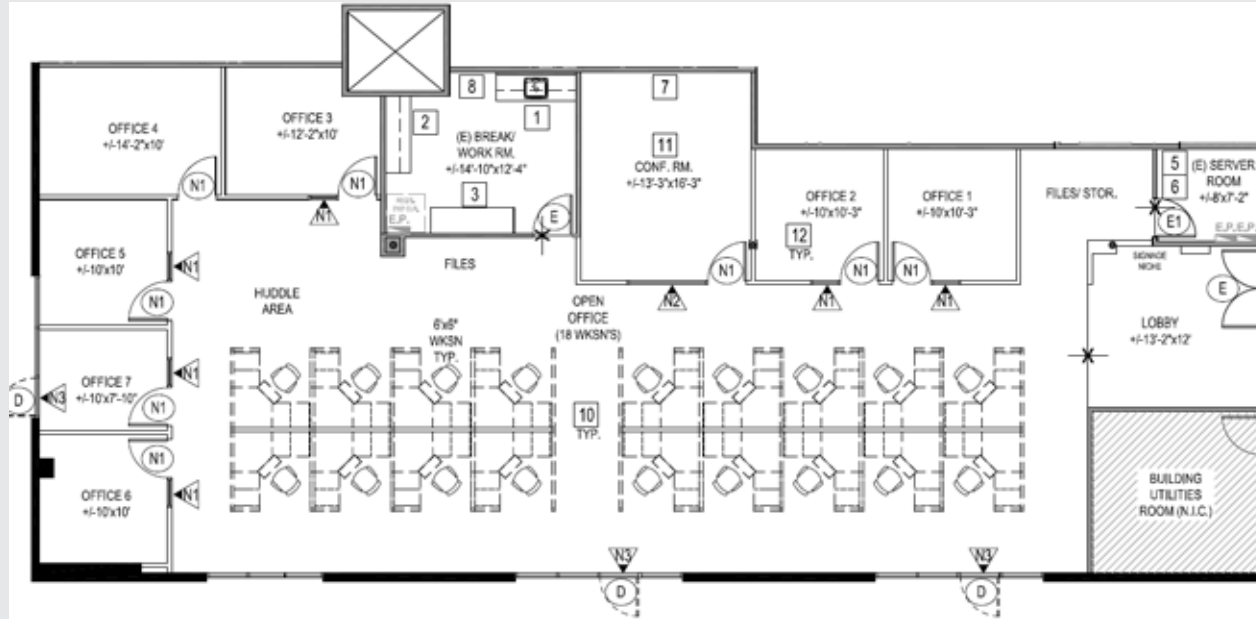 OFFICE 4
+/-14'-2"x10'
OFFICE 3
+/-12'-2"x10'
8
1
2
(E) BREAK/
WORK RM.
+/-14'-10"x12'-4"
3
E.P.
E
7
11
CONF. RM.
+/-13'-3"x16'-3"
OFFICE 2
+/-10'x10'-3"
12
TYP.
OFFICE 1
+/-10'x10'-3"
FILES/ STOR.
5
6
(E) SERVER
ROOM
+/-8'x7'-2"
E1
E.P.E.P.
N1
N1
N1
N1
N1
N1
N2
N1
N1
OFFICE 5
+/-10'x10'
N1
N1
FILES
HUDDLE
AREA
6'x6'
WKSN
TYP.
OPEN
OFFICE
(18 WKSN'S)
SIGNAGE
NICHE
E
LOBBY
+/-13'-2"x12'
OFFICE 7
+/-10'x7'-10"
N1
N1
D
N3
10
TYP.
N1
N1
OFFICE 6
+/-10'x10'
BUILDING
UTILITIES
ROOM (N.I.C.)
N3
D
N3
D